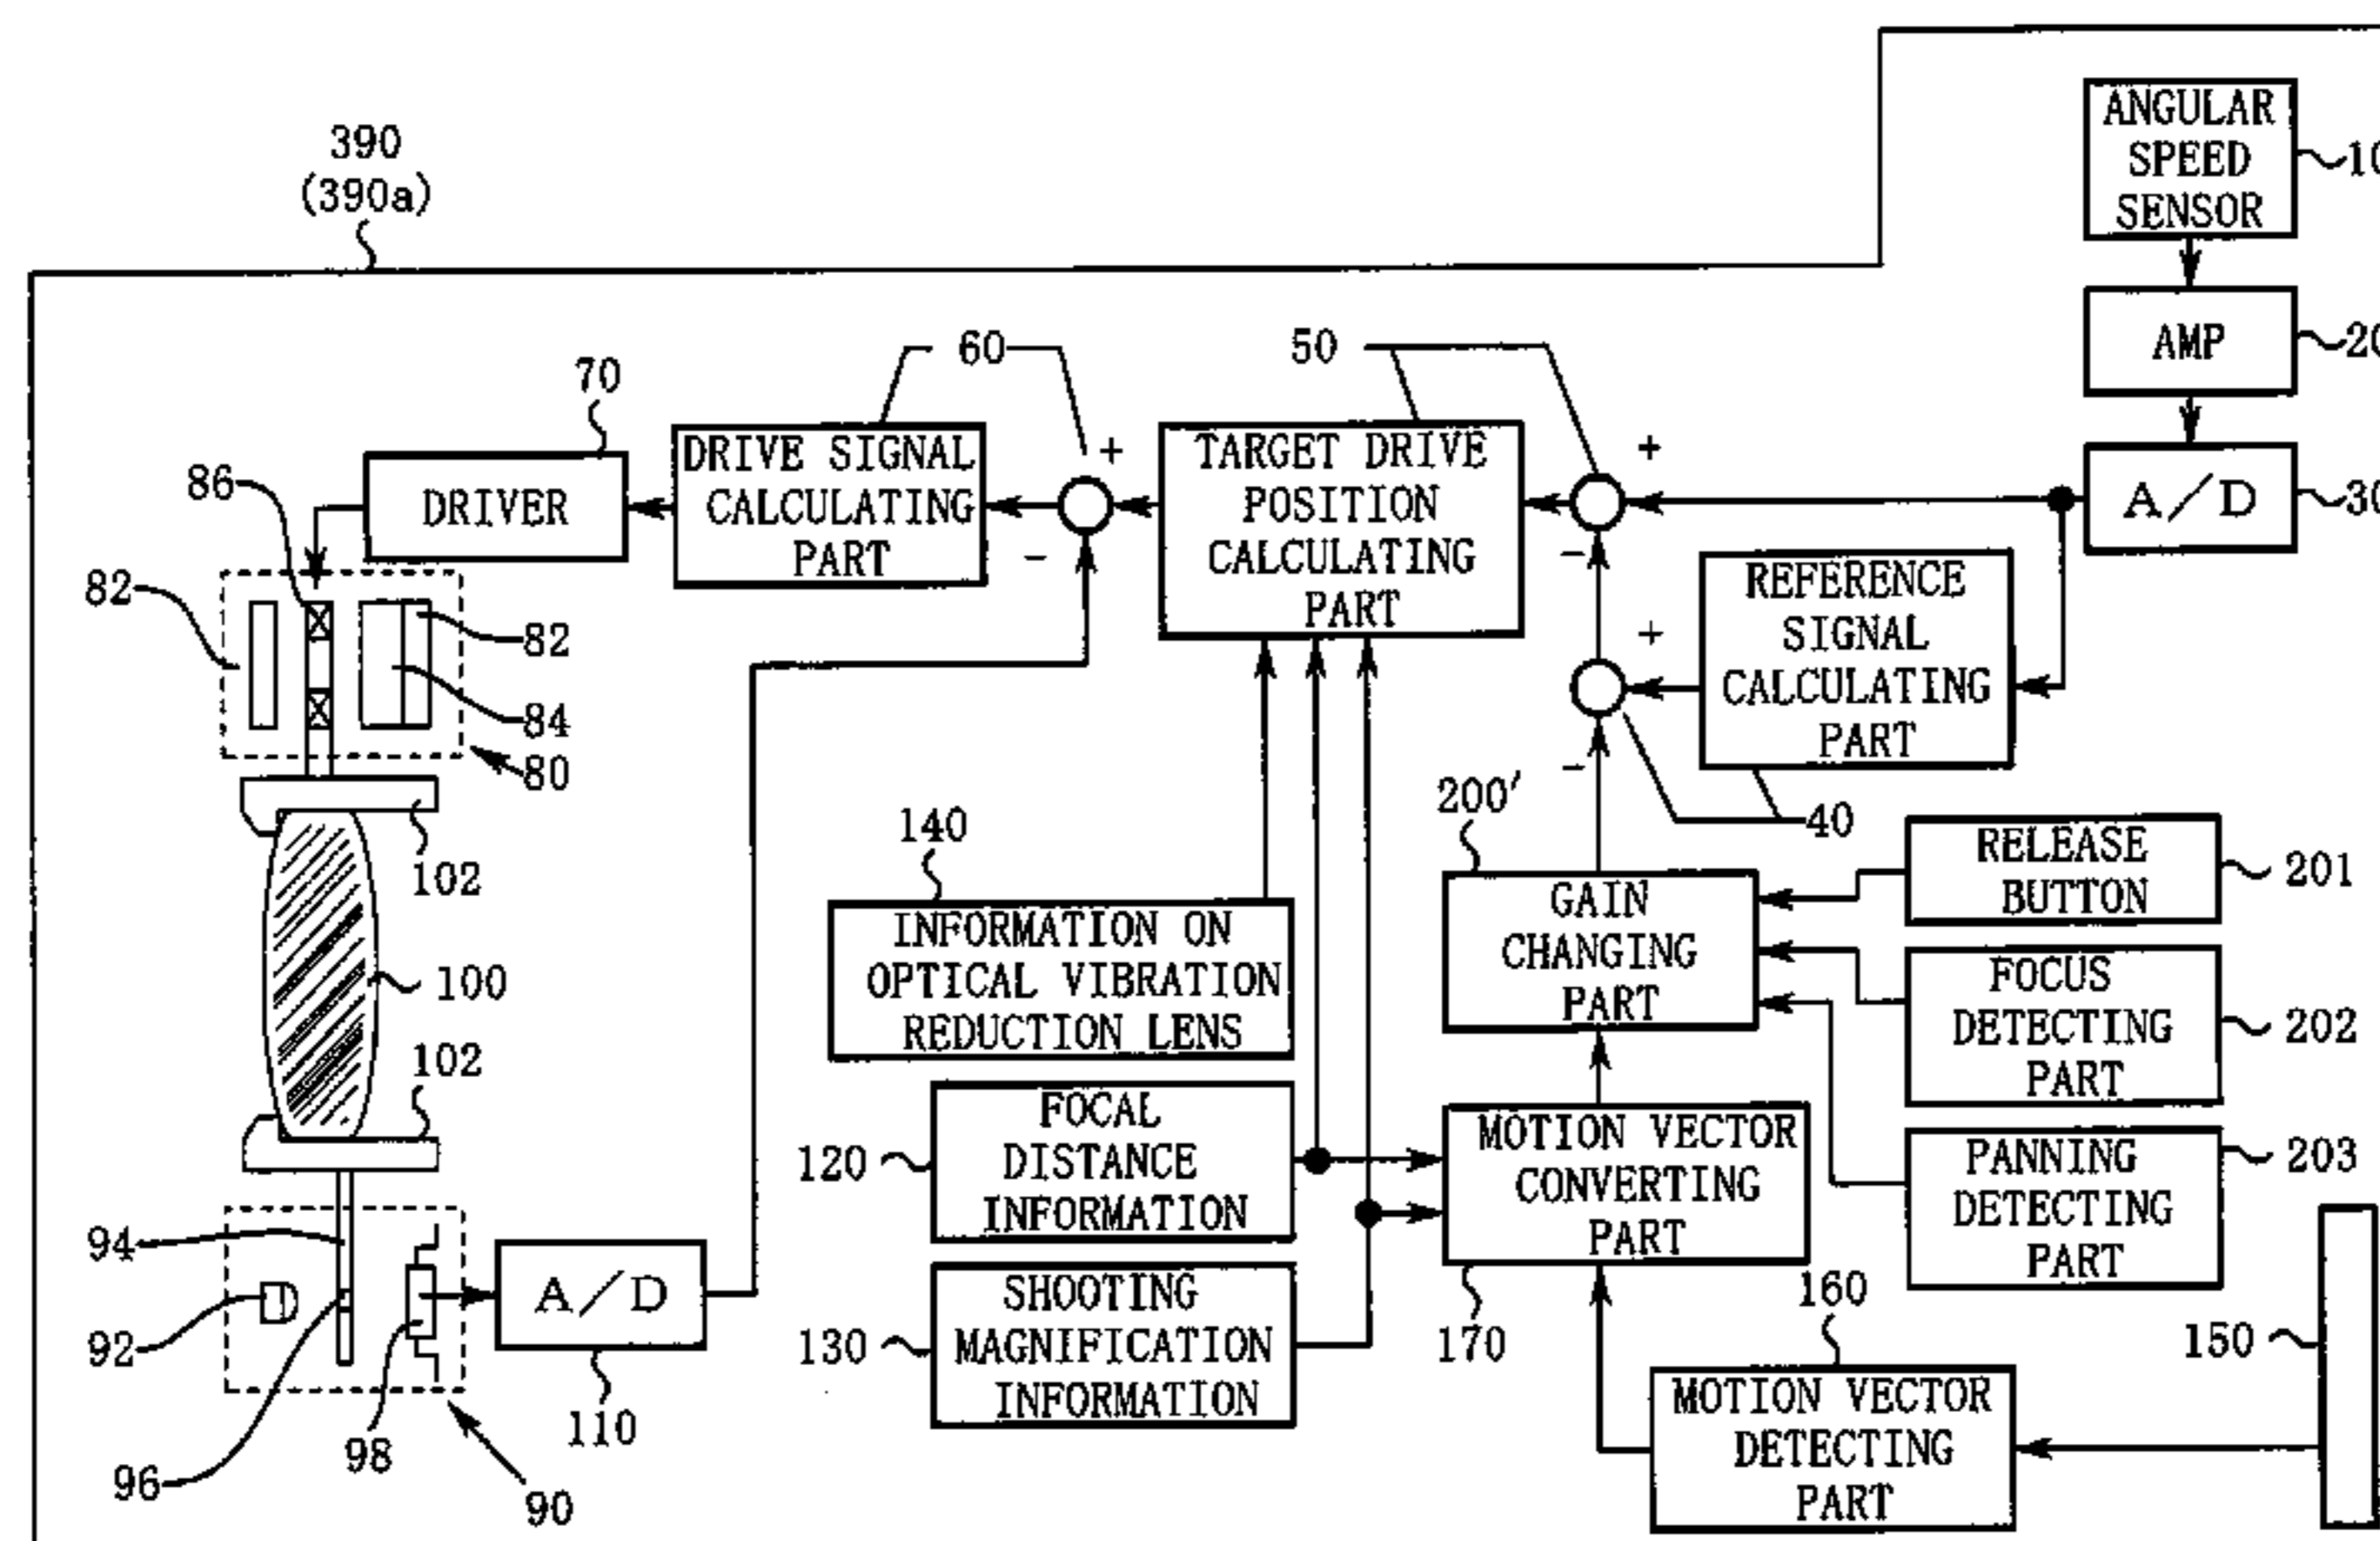 390
(390a)
ANGULAR
SPEED
SENSOR
10
AMP
20
A/D
30
60
50
70
DRIVER
DRIVE SIGNAL
CALCULATING
PART
+
-
TARGET DRIVE
POSITION
CALCULATING
PART
+
-
REFERENCE
SIGNAL
CALCULATING
PART
+
-
40
86
82
82
84
80
102
100
102
140
INFORMATION ON
OPTICAL VIBRATION
REDUCTION LENS
200'
GAIN
CHANGING
PART
RELEASE
BUTTON
201
FOCUS
DETECTING
PART
202
PANNING
DETECTING
PART
203
120
FOCAL
DISTANCE
INFORMATION
MOTION VECTOR
CONVERTING
PART
170
130
SHOOTING
MAGNIFICATION
INFORMATION
160
MOTION VECTOR
DETECTING
PART
150
94
92
96
98
90
A/D
110